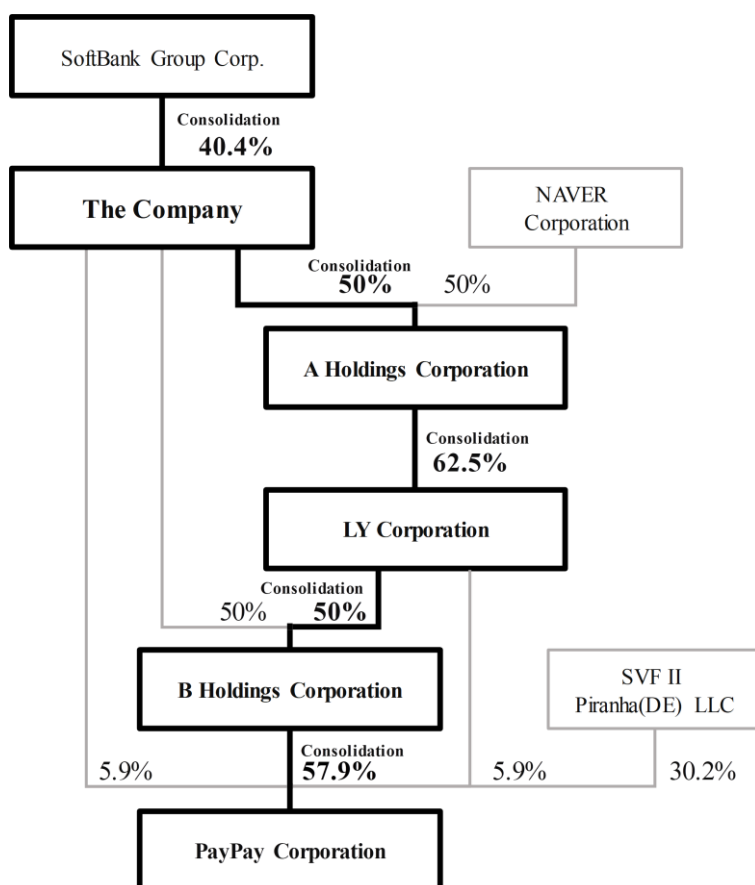 SoftBank Group Corp.
Consolidation
40.4%
The Company
NAVER
Corporation
Consolidation
50%
50%
A Holdings Corporation
Consolidation
62.5%
LY Corporation
Consolidation
50%
50%
B Holdings Corporation
SVF II
Piranha(DE) LLC
Consolidation
5.9%
57.9%
5.9%
30.2%
PayPay Corporation